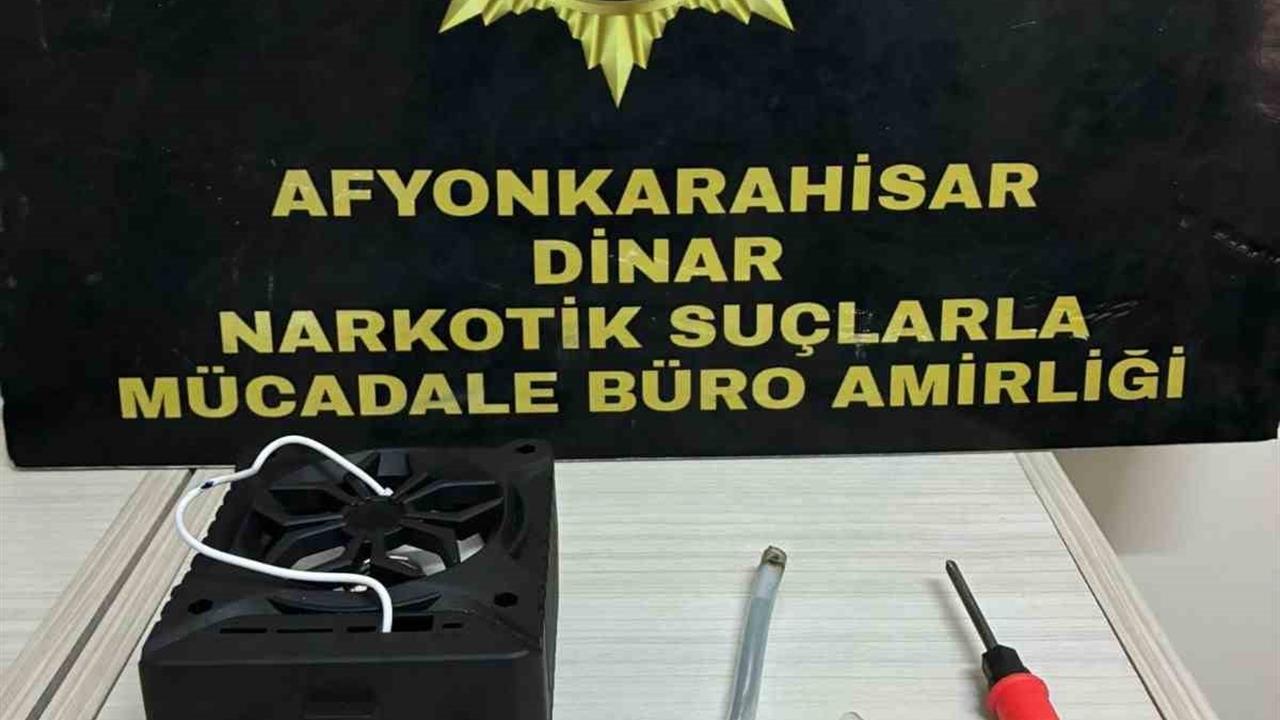 AFYONKARAHİSAR
DİNAR
NARKOTİK SUÇLARLA
MÜCADALE BÜRO AMİRLİĞİ